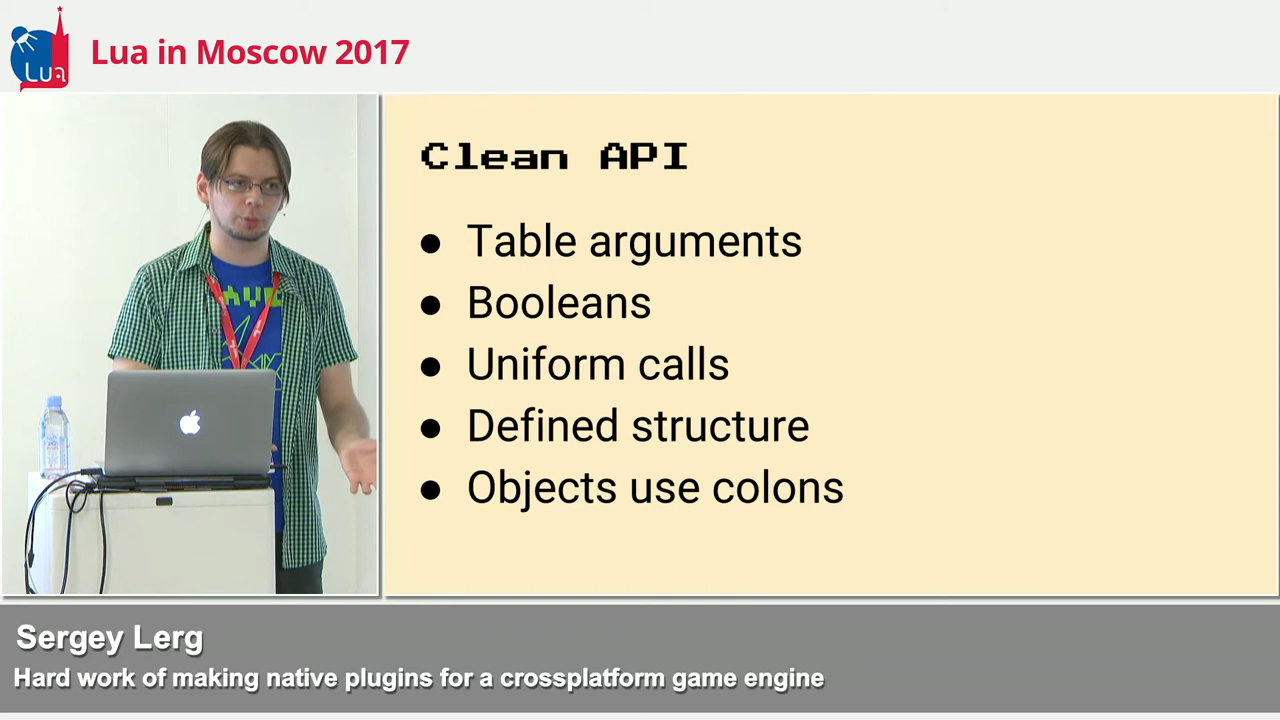 Lua
Lua in Moscow 2017
Clean API
● Table arguments
● Booleans
● Uniform calls
● Defined structure
● Objects use colons
Sergey Lerg
Hard work of making native plugins for a crossplatform game engine